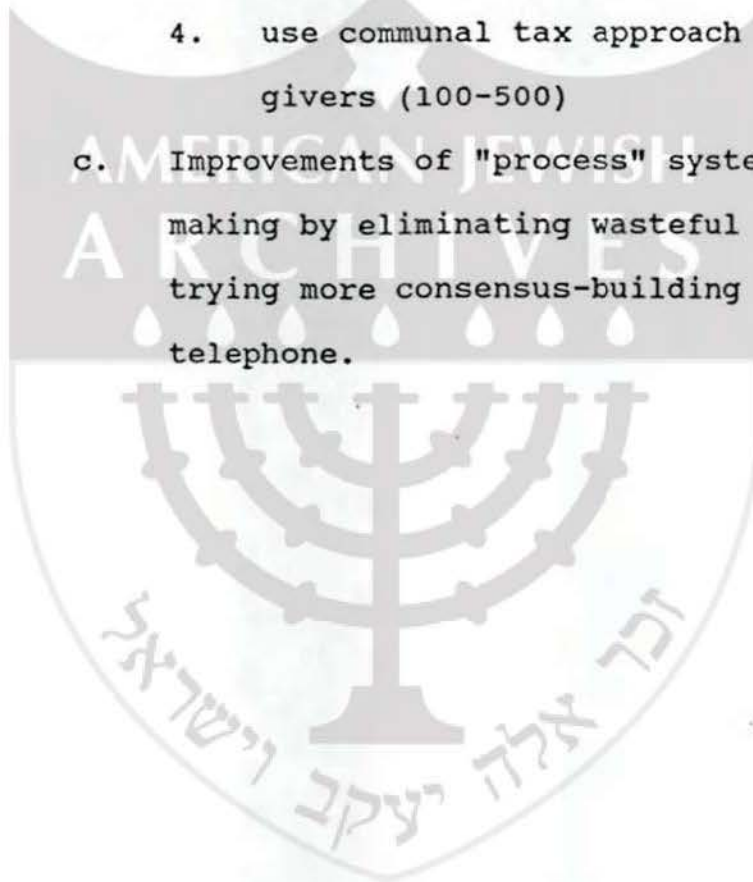 4. use communal tax approach
givers (100-500)
c. Improvements of "process" syste
making by eliminating wasteful
trying more consensus-building
telephone.
AMERICAN JEWISH
ARCHIVES
זכר אלה יעקב וישראל